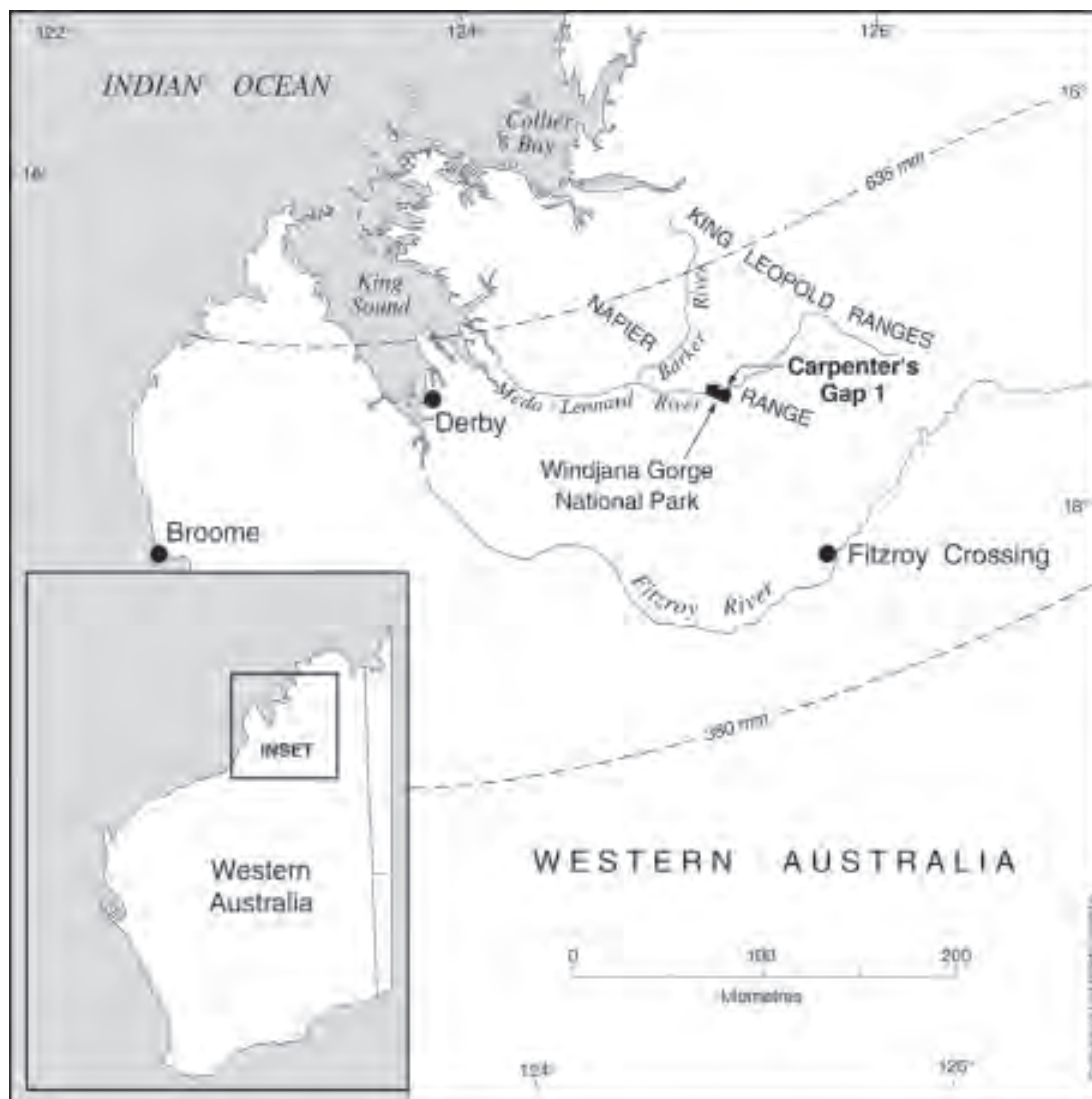 122°
124°
126°
INDIAN OCEAN
Collier
Bay
16°
16°
635 mm
KING LEOPOLD RANGES
King
Sound
NAPIER
Barker River
RANGE
Carpenter's
Gap 1
Meda - Lennard River
Derby
Windjana Gorge
National Park
18°
Broome
Fitzroy Crossing
Fitzroy River
380 mm
INSET
Western
Australia
WESTERN AUSTRALIA
0 100 200
Kilometres
124°
126°